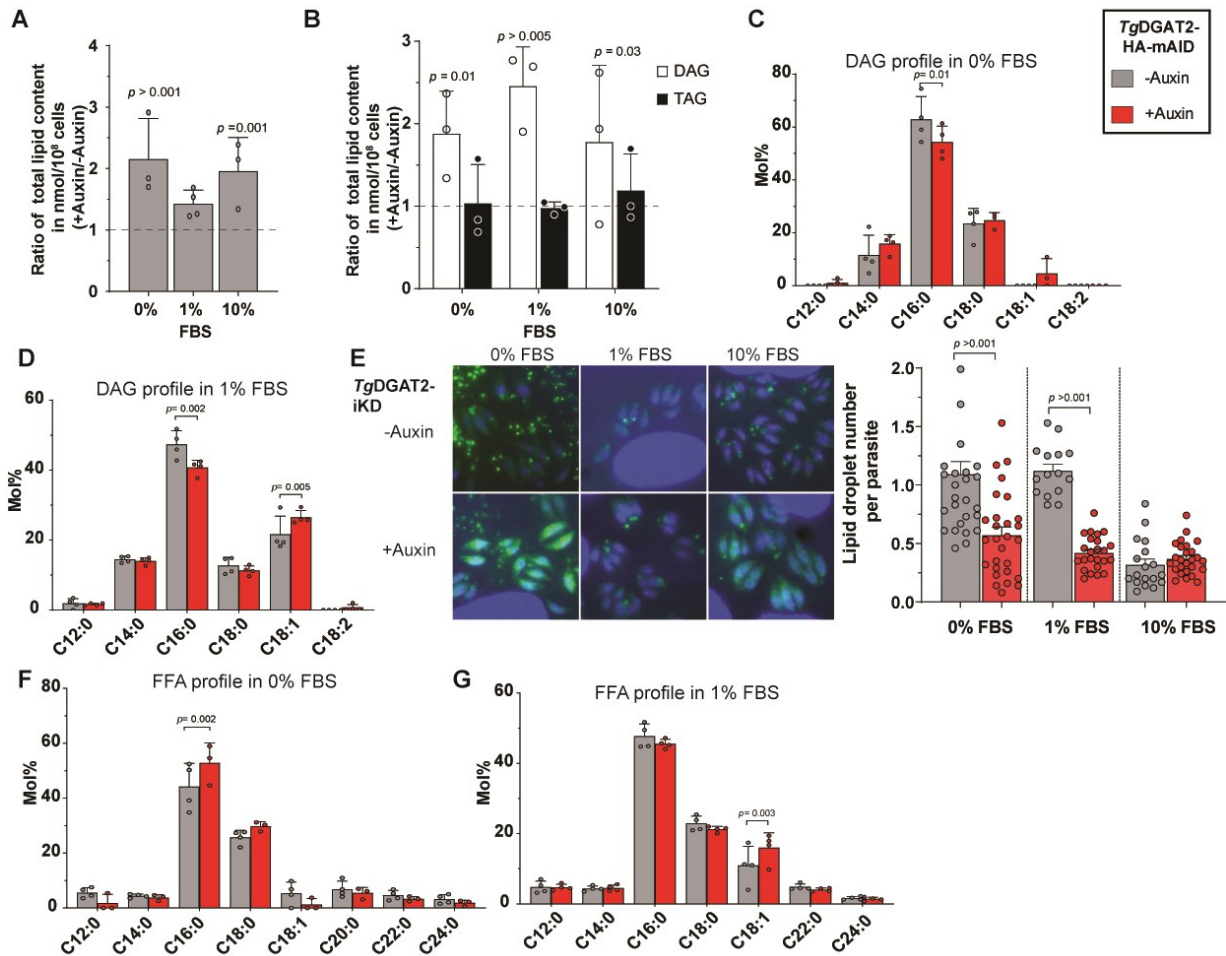 A
Ratio of total lipid content
in nmol/10⁸ cells
(+Auxin/-Auxin)
4
3
2
1
0
p > 0.001
p =0.001
0% 1% 10%
FBS
B
Ratio of total lipid content
in nmol/10⁸ cells
(+Auxin/-Auxin)
3
2
1
0
p > 0.005
p = 0.01
p = 0.03
DAG
TAG
0% 1% 10%
FBS
C
DAG profile in 0% FBS
Mol%
80
60
40
20
0
p= 0.01
C12:0 C14:0 C16:0 C18:0 C18:1 C18:2
TgDGAT2-
HA-mAID
-Auxin
+Auxin
D
DAG profile in 1% FBS
Mol%
60
40
20
0
p= 0.002
p= 0.005
C12:0 C14:0 C16:0 C18:0 C18:1 C18:2
E
0% FBS 1% FBS 10% FBS
TgDGAT2-
iKD
-Auxin
+Auxin
Lipid droplet number
per parasite
2.0
1.5
1.0
0.5
0.0
p >0.001
p >0.001
0% FBS 1% FBS 10% FBS
F
FFA profile in 0% FBS
Mol%
80
60
40
20
0
p= 0.002
C12:0 C14:0 C16:0 C18:0 C18:1 C20:0 C22:0 C24:0
G
FFA profile in 1% FBS
Mol%
60
40
20
0
p= 0.003
C12:0 C14:0 C16:0 C18:0 C18:1 C22:0 C24:0